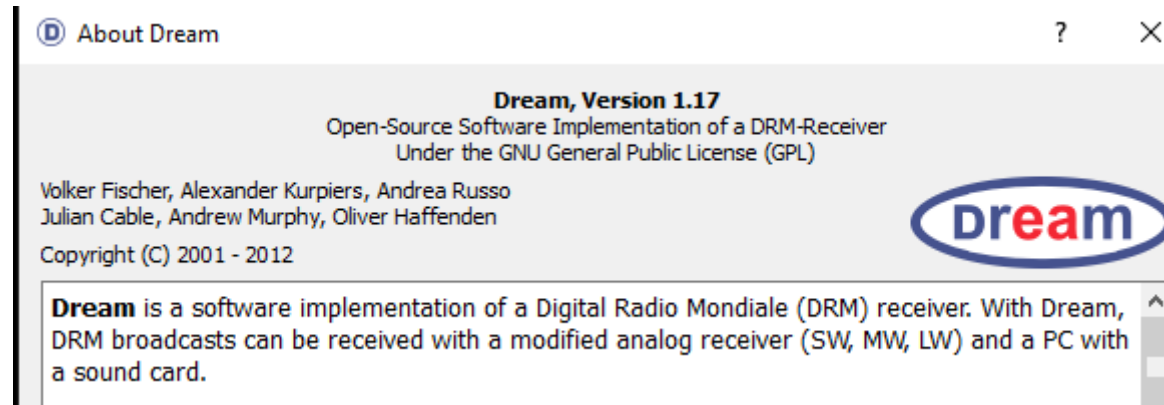 About Dream
Dream, Version 1.17
Open-Source Software Implementation of a DRM-Receiver
Under the GNU General Public License (GPL)
Volker Fischer, Alexander Kurpiers, Andrea Russo
Julian Cable, Andrew Murphy, Oliver Haffenden
Dream
Copyright (C) 2001 - 2012
Dream is a software implementation of a Digital Radio Mondiale (DRM) receiver. With Dream,
DRM broadcasts can be received with a modified analog receiver (SW, MW, LW) and a PC with
a sound card.